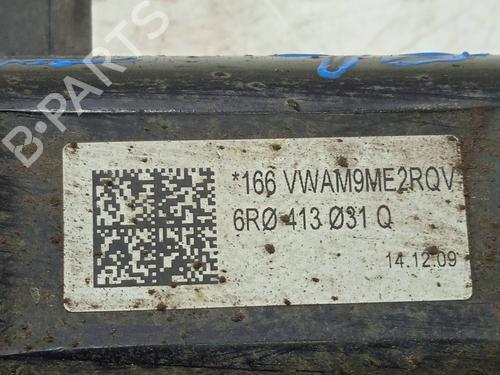 B-PARTS
*166 VWAM9ME2RQV
6RØ 413 Ø31 Q
14.12.09